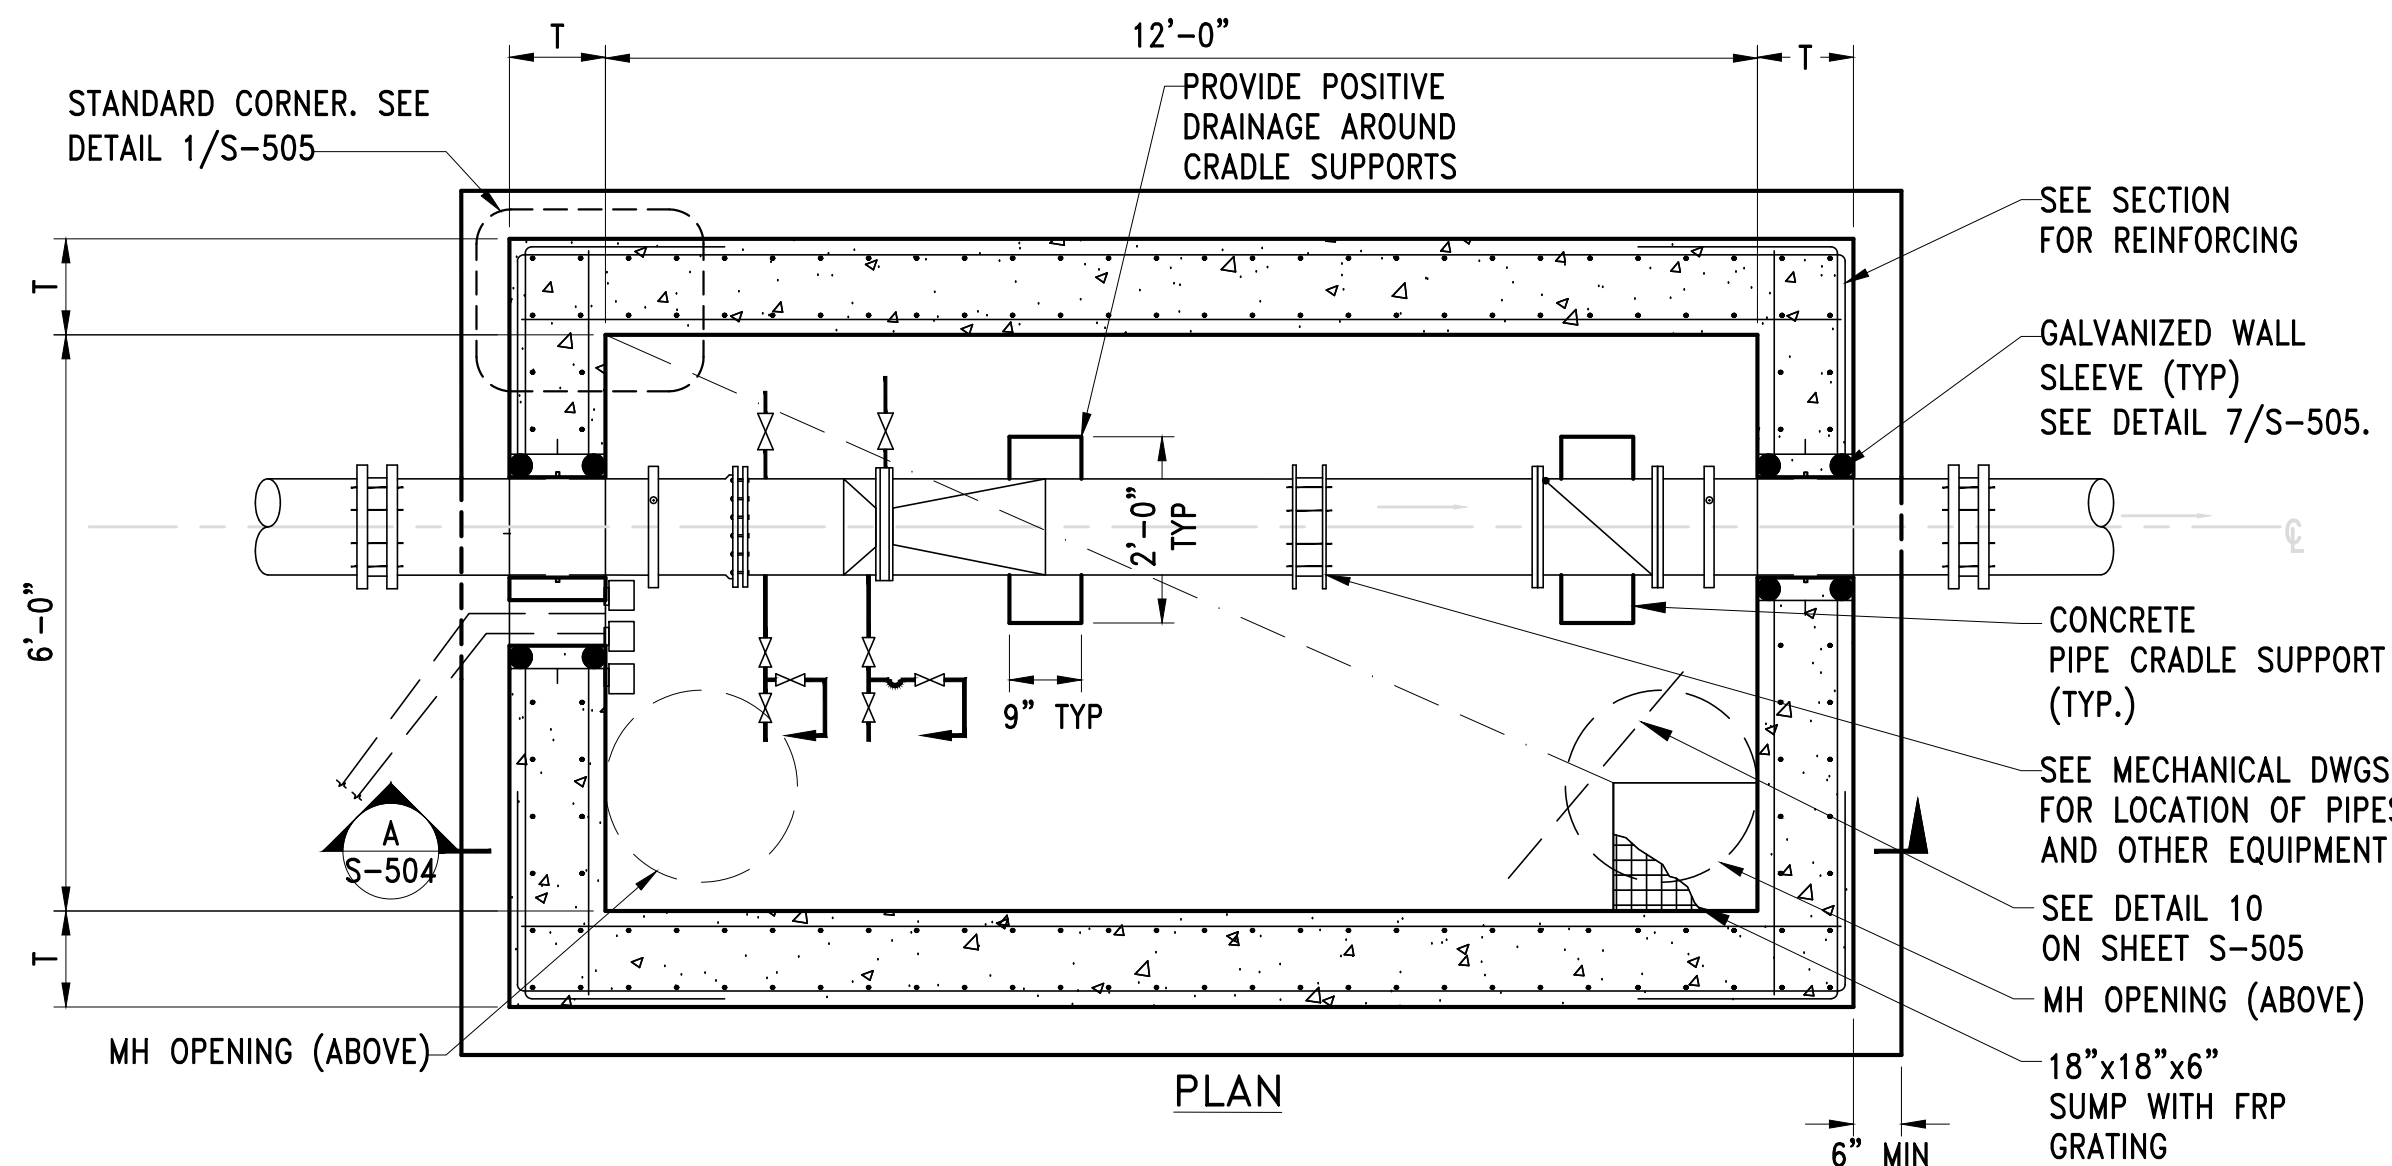 T
12'-0"
T
STANDARD CORNER. SEE
DETAIL 1/S-505
PROVIDE POSITIVE
DRAINAGE AROUND
CRADLE SUPPORTS
SEE SECTION
FOR REINFORCING
T
GALVANIZED WALL
SLEEVE (TYP)
SEE DETAIL 7/S-505.
2'-0"
TYP
℄
6'-0"
CONCRETE
PIPE CRADLE SUPPORT
(TYP.)
9" TYP
SEE MECHANICAL DWGS
FOR LOCATION OF PIPES
AND OTHER EQUIPMENT
A
S-504
SEE DETAIL 10
ON SHEET S-505
T
MH OPENING (ABOVE)
MH OPENING (ABOVE)
18"x18"x6"
SUMP WITH FRP
GRATING
PLAN
6" MIN